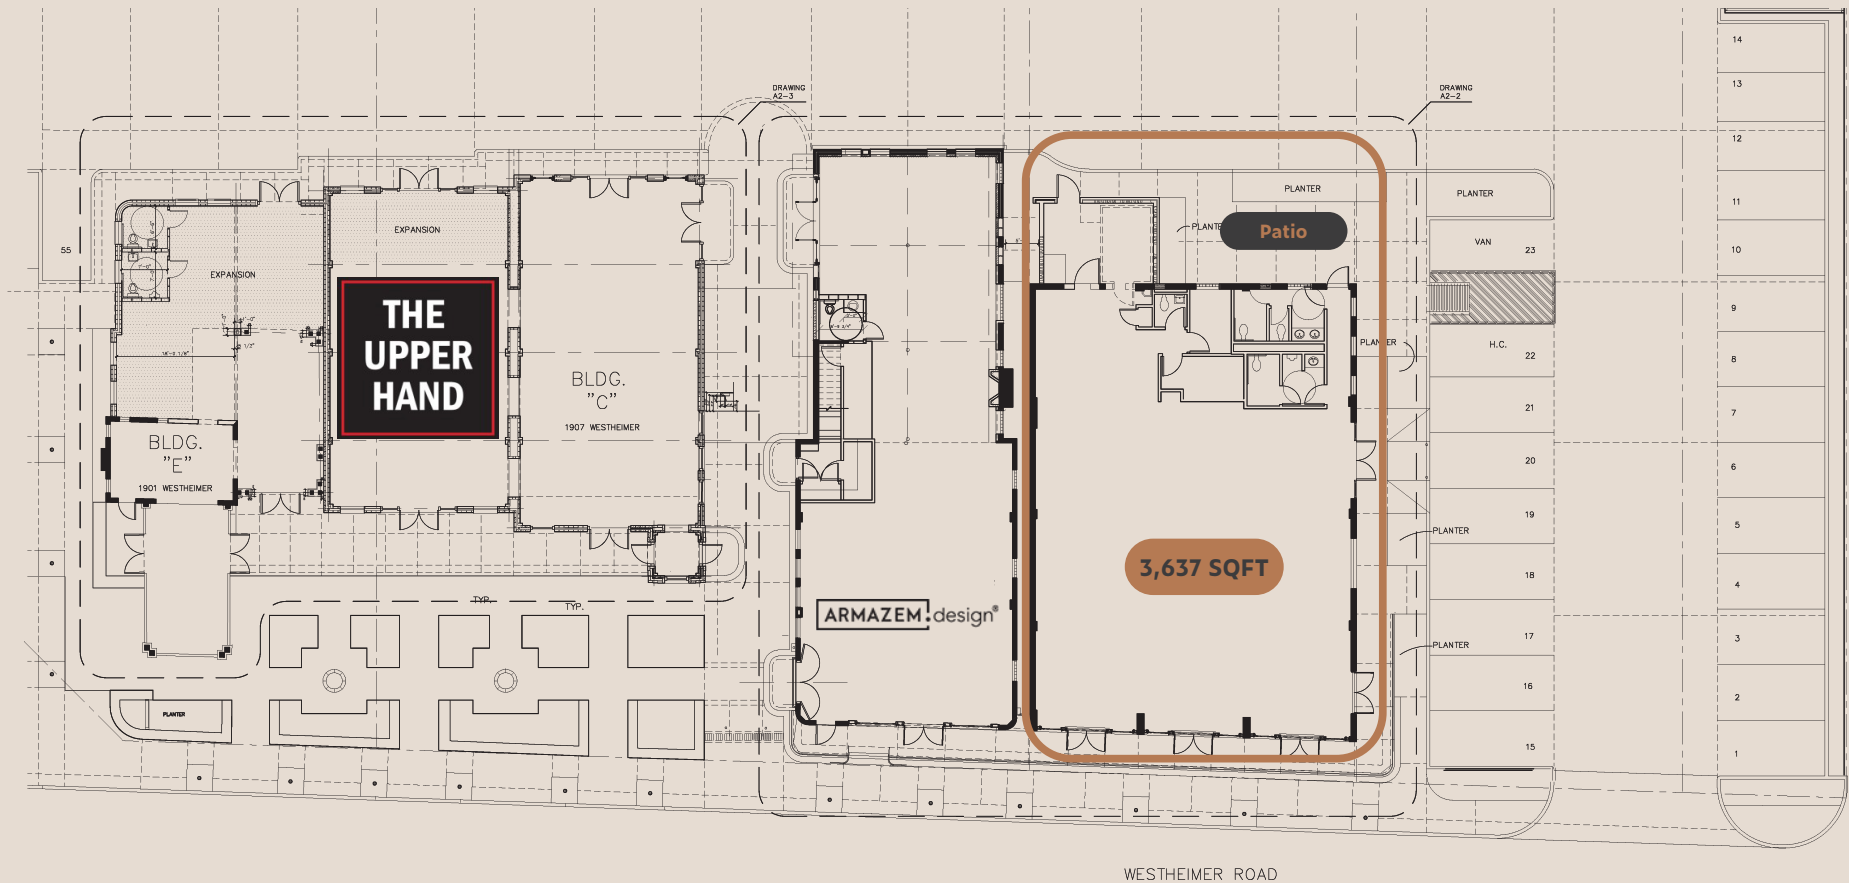 14
DRAWING
A2-3
DRAWING
A2-2
13
12
PLANTER
PLANTER
11
EXPANSION
Patio
VAN
55
23
10
EXPANSION
9
PLANTER
H.C.
22
8
THE
UPPER
HAND
BLDG.
"C"
1907 WESTHEIMER
21
7
BLDG.
"E"
1901 WESTHEIMER
20
6
19
5
PLANTER
3,637 SQFT
18
4
TYP.
TYP.
ARMAZEM.design®
17
3
PLANTER
16
2
PLANTER
15
1
WESTHEIMER ROAD